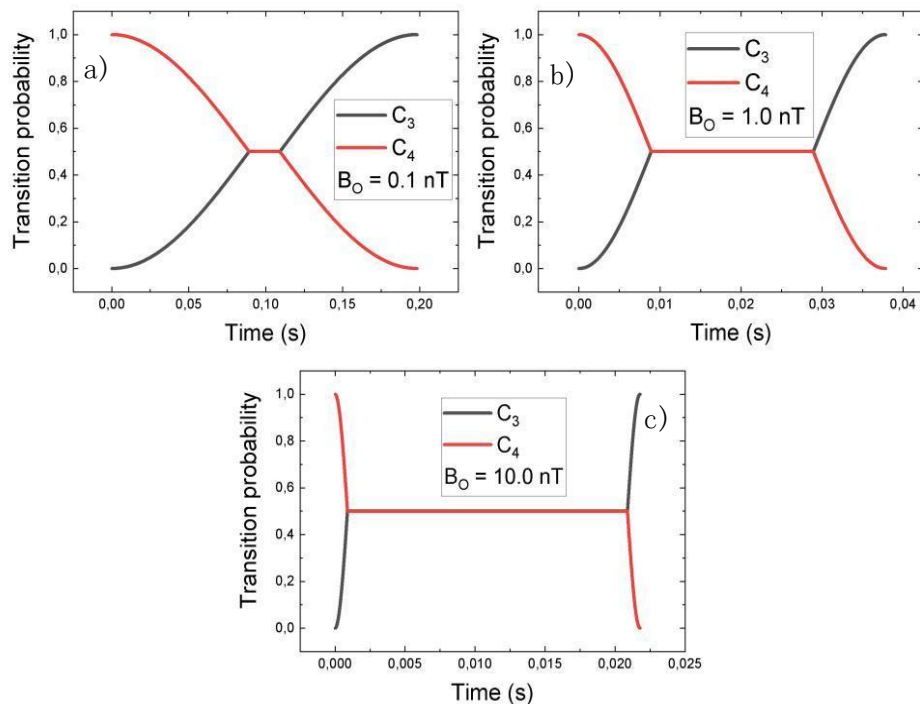 a)
Transition probability
1,0
0,8
0,6
0,4
0,2
0,0
C3
C4
BO = 0.1 nT
0,00 0,05 0,10 0,15 0,20
Time (s)
b)
Transition probability
1,0
0,8
0,6
0,4
0,2
0,0
C3
C4
BO = 1.0 nT
0,00 0,01 0,02 0,03 0,04
Time (s)
c)
Transition probability
1,0
0,8
0,6
0,4
0,2
0,0
C3
C4
BO = 10.0 nT
0,000 0,005 0,010 0,015 0,020 0,025
Time (s)